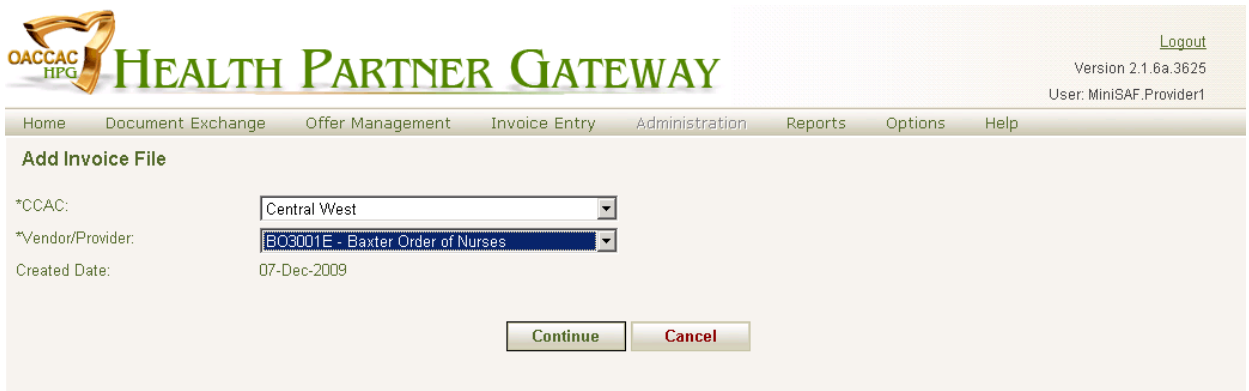 OACCAC
HPG
HEALTH PARTNER GATEWAY
Logout
Version 2.1.6a.3625
User: MiniSAF.Provider1
Home Document Exchange Offer Management Invoice Entry Administration Reports Options Help
Add Invoice File
*CCAC: Central West
*Vendor/Provider: BO3001E - Baxter Order of Nurses
Created Date: 07-Dec-2009
Continue Cancel